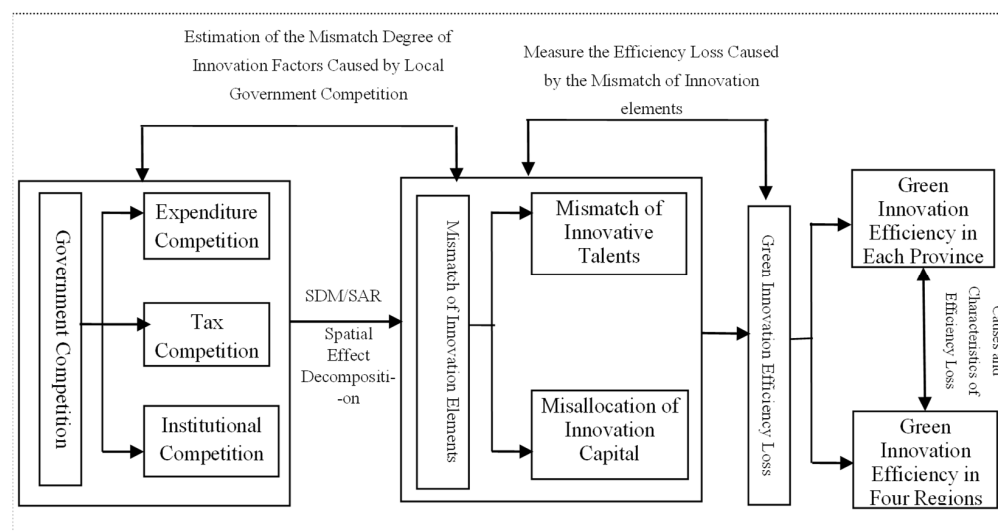 Estimation of the Mismatch Degree of
Innovation Factors Caused by Local
Government Competition
Measure the Efficiency Loss Caused
by the Mismatch of Innovation
elements
Government Competition
Expenditure
Competition
Tax
Competition
Institutional
Competition
SDM/SAR
Spatial
Effect
Decompositi-
-on
Mismatch of Innovation Elements
Mismatch of
Innovative
Talents
Misallocation of
Innovation
Capital
Green Innovation Efficiency Loss
Green
Innovation
Efficiency in
Each Province
Causes and
Characteristics of
Efficiency Loss
Green
Innovation
Efficiency in
Four Regions